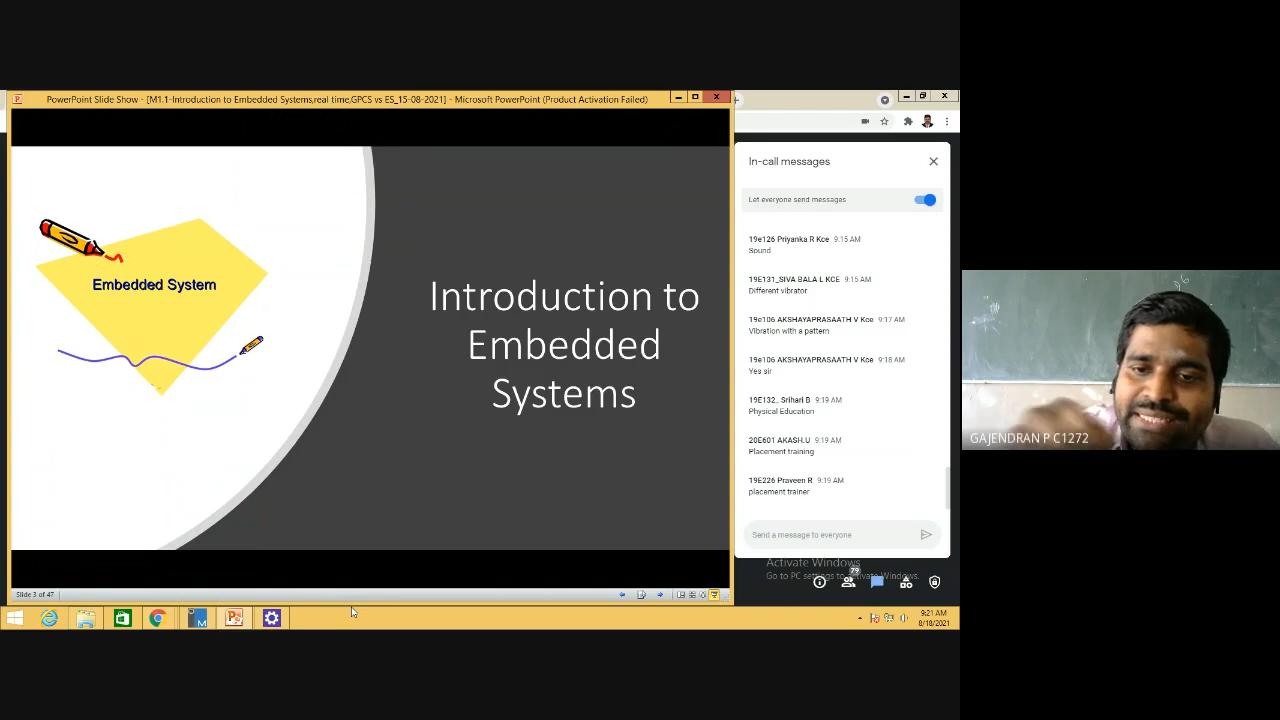 PowerPoint Slide Show - [M1.1-Introduction to Embedded Systems,real time,GPCS vs ES_15-08-2021] - Microsoft PowerPoint (Product Activation Failed)
Embedded System
Introduction to
Embedded
Systems
Slide 3 of 47
In-call messages
Let everyone send messages
19e126 Priyanka R Kce 9:15 AM
Sound
19E131_SIVA BALA L KCE 9:15 AM
Different vibrator
19e106 AKSHAYAPRASAATH V Kce 9:17 AM
Vibration with a pattern
19e106 AKSHAYAPRASAATH V Kce 9:18 AM
Yes sir
19E132_ Srihari B 9:19 AM
Physical Education
20E601 AKASH.U 9:19 AM
Placement training
19E226 Praveen R 9:19 AM
placement trainer
Send a message to everyone
Activate Windows
Go to PC settings to Activate Windows.
79
9:21 AM
8/18/2021
GAJENDRAN P C1272